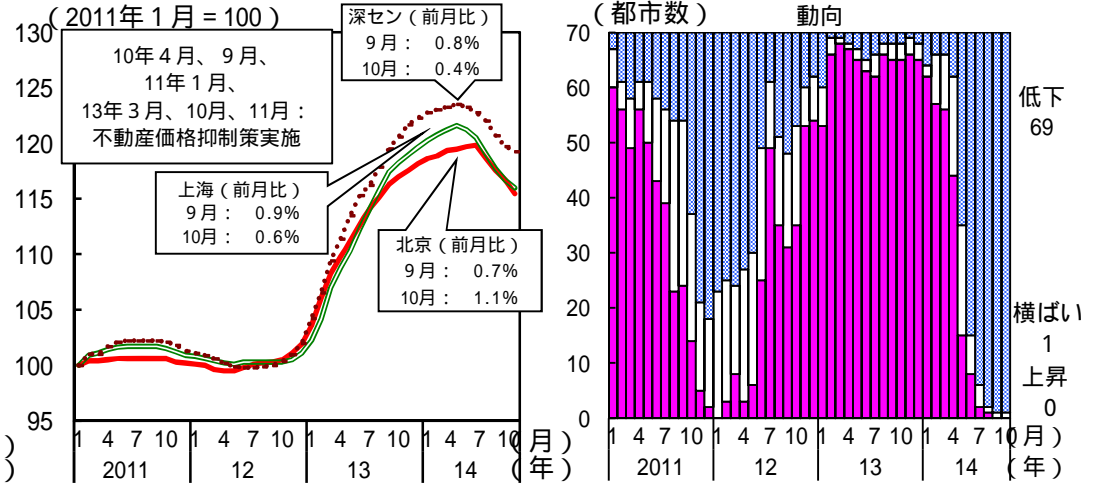 （2011年１月＝100）
130
125
120
115
110
105
100
95
10年４月、９月、
11年１月、
13年３月、10月、11月：
不動産価格抑制策実施
深セン（前月比）
９月： 0.8%
10月： 0.4%
上海（前月比）
９月： 0.9%
10月： 0.6%
北京（前月比）
９月： 0.7%
10月： 1.1%
1 4 7 10 1 4 7 10 1 4 7 10 1 4 7 10
（月）
2011 12 13 14
（年）
）
）
（都市数）
動向
70
60
50
40
30
20
10
0
低下
69
横ばい
1
上昇
0
1 4 7 10 1 4 7 10 1 4 7 10 1 4 7 10
（月）
2011 12 13 14
（年）